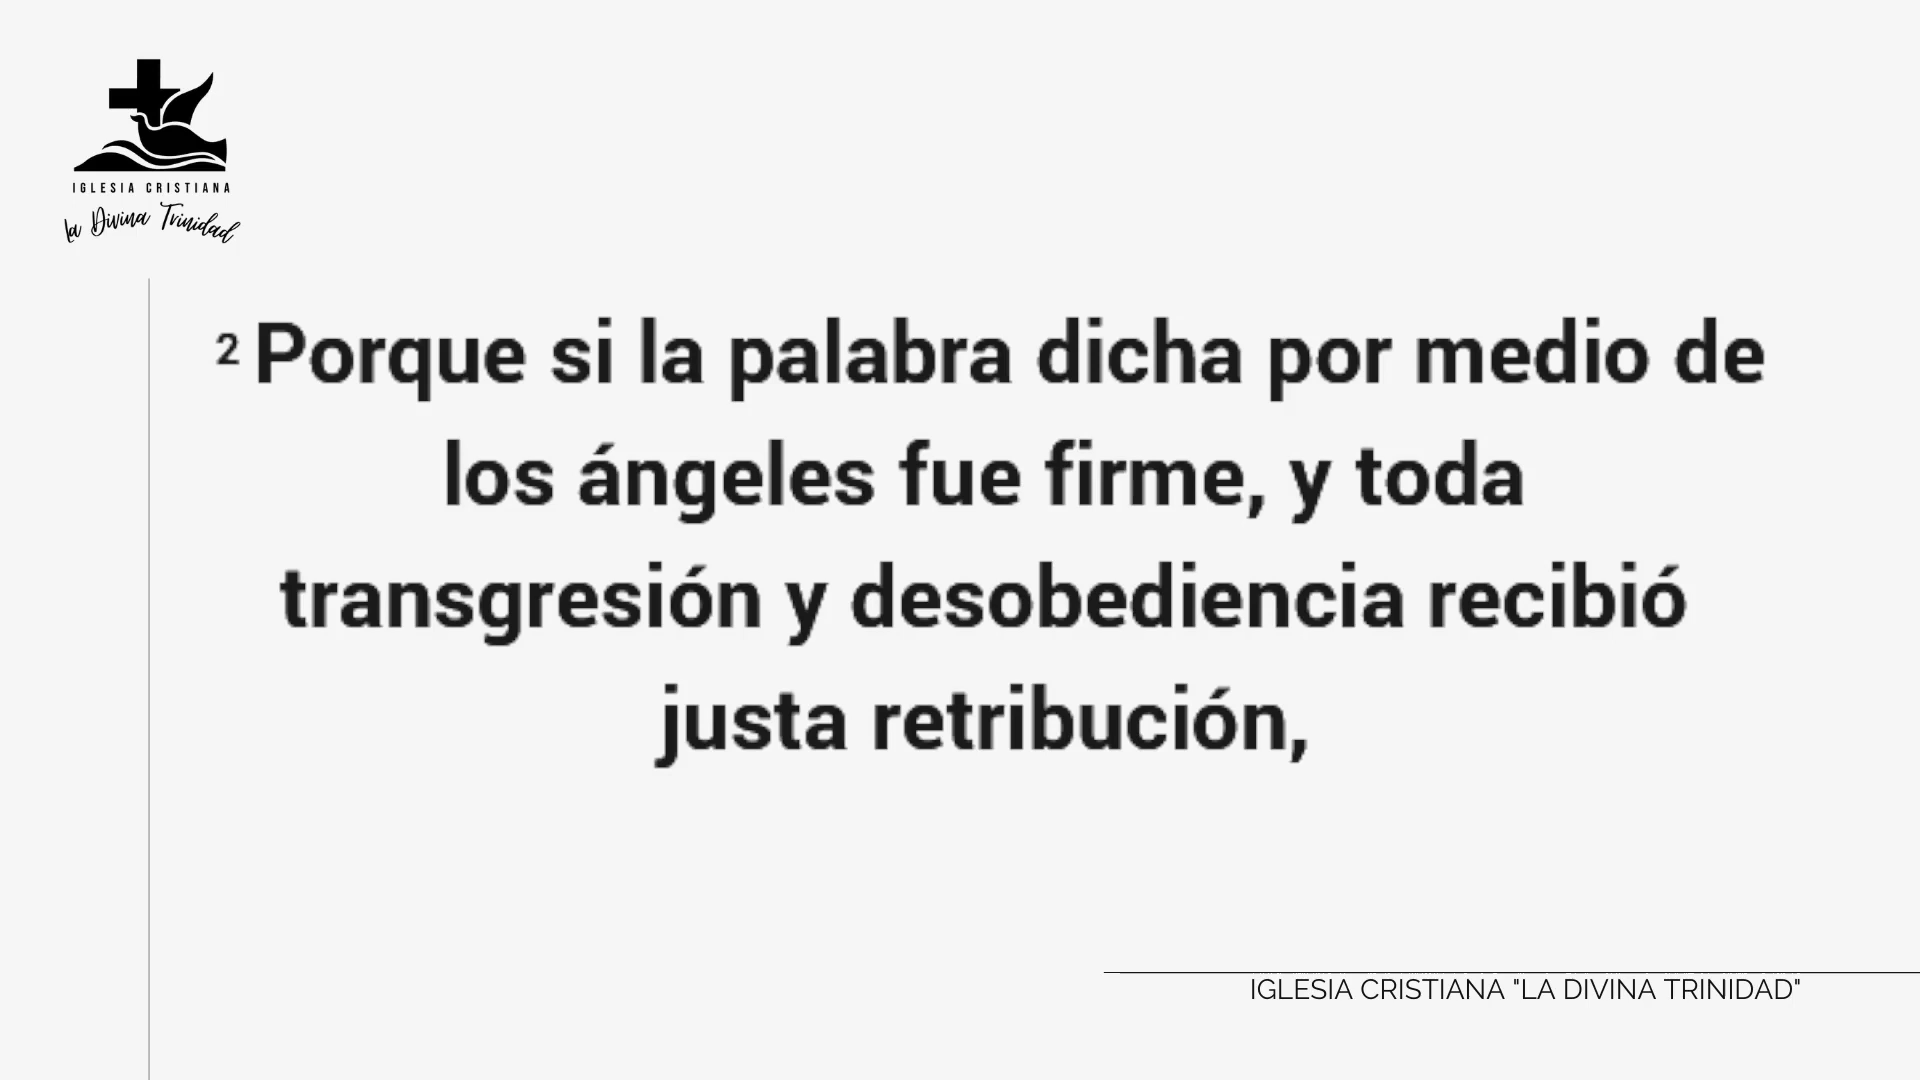 IGLESIA CRISTIANA
La Divina Trinidad
2 Porque si la palabra dicha por medio de
los ángeles fue firme, y toda
transgresión y desobediencia recibió
justa retribución,
IGLESIA CRISTIANA "LA DIVINA TRINIDAD"